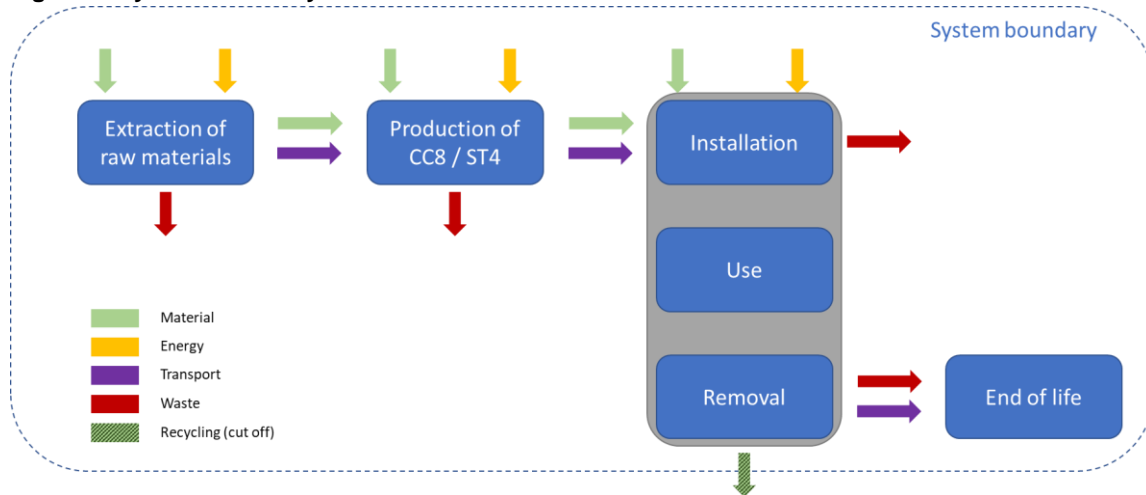 System boundary
Extraction of
raw materials
Production of
CC8 / ST4
Installation
Use
Removal
End of life
Material
Energy
Transport
Waste
Recycling (cut off)